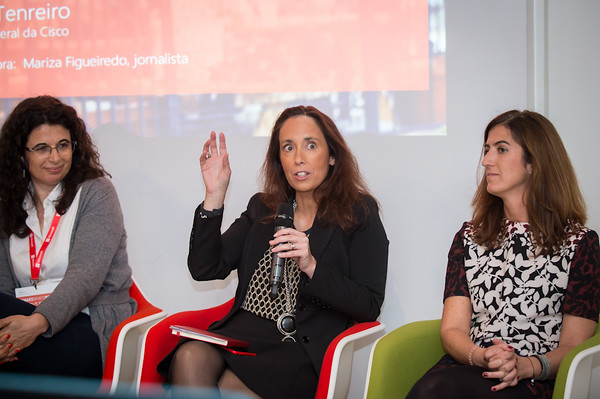 Tenreiro
eral da Cisco
ora: Mariza Figueiredo, jornalista